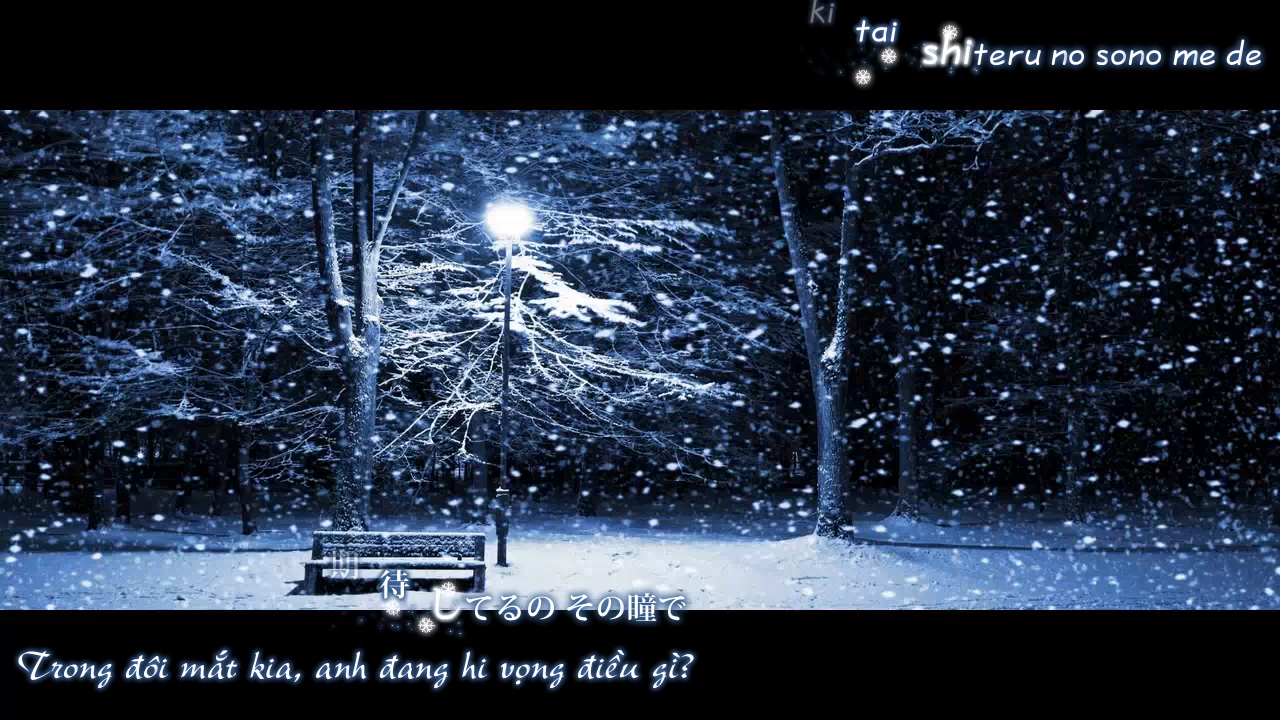 ki tai shiteru no sono me de
期待してるの その瞳で
Trong đôi mắt kia, anh đang hi vọng điều gì?